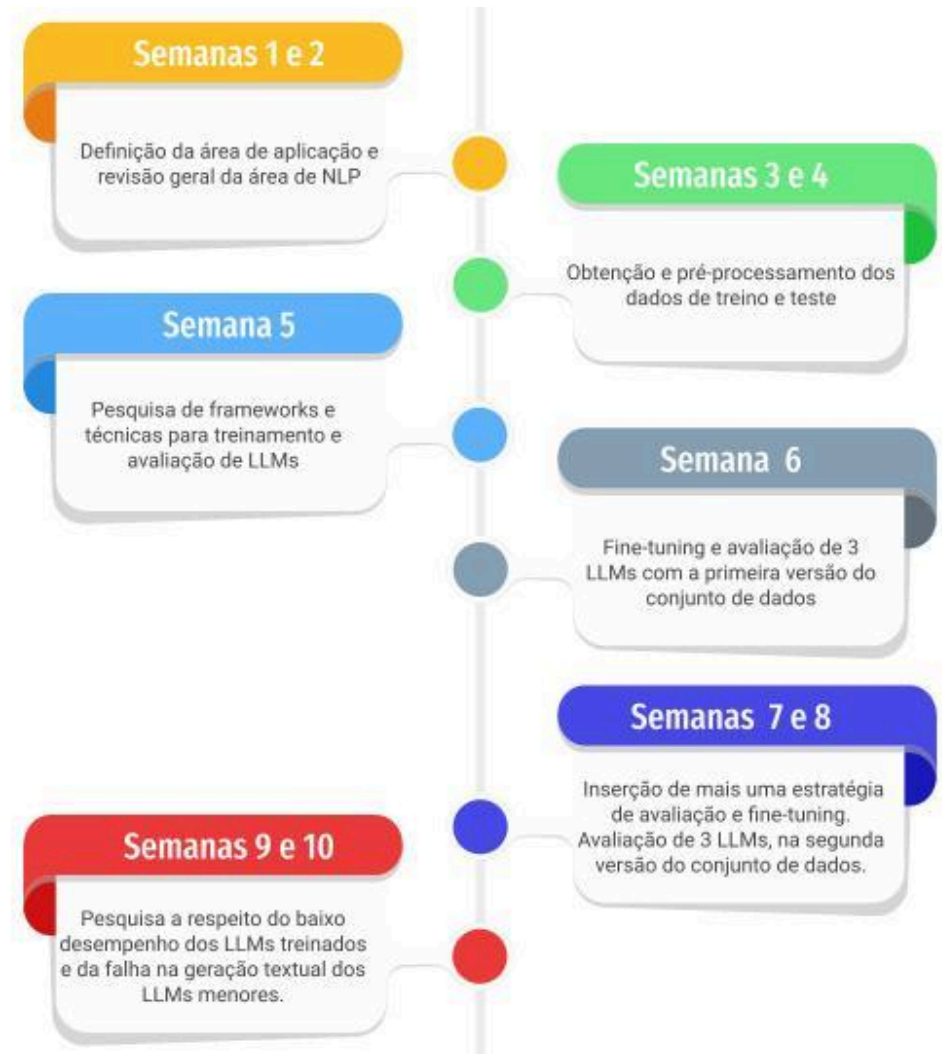 Semanas 1 e 2
Definição da área de aplicação e
revisão geral da área de NLP
Semanas 3 e 4
Obtenção e pré-processamento dos
dados de treino e teste
Semana 5
Pesquisa de frameworks e
técnicas para treinamento e
avaliação de LLMs
Semana 6
Fine-tuning e avaliação de 3
LLMs com a primeira versão do
conjunto de dados
Semanas 7 e 8
Inserção de mais uma estratégia
de avaliação e fine-tuning.
Avaliação de 3 LLMs, na segunda
versão do conjunto de dados.
Semanas 9 e 10
Pesquisa a respeito do baixo
desempenho dos LLMs treinados
e da falha na geração textual dos
LLMs menores.